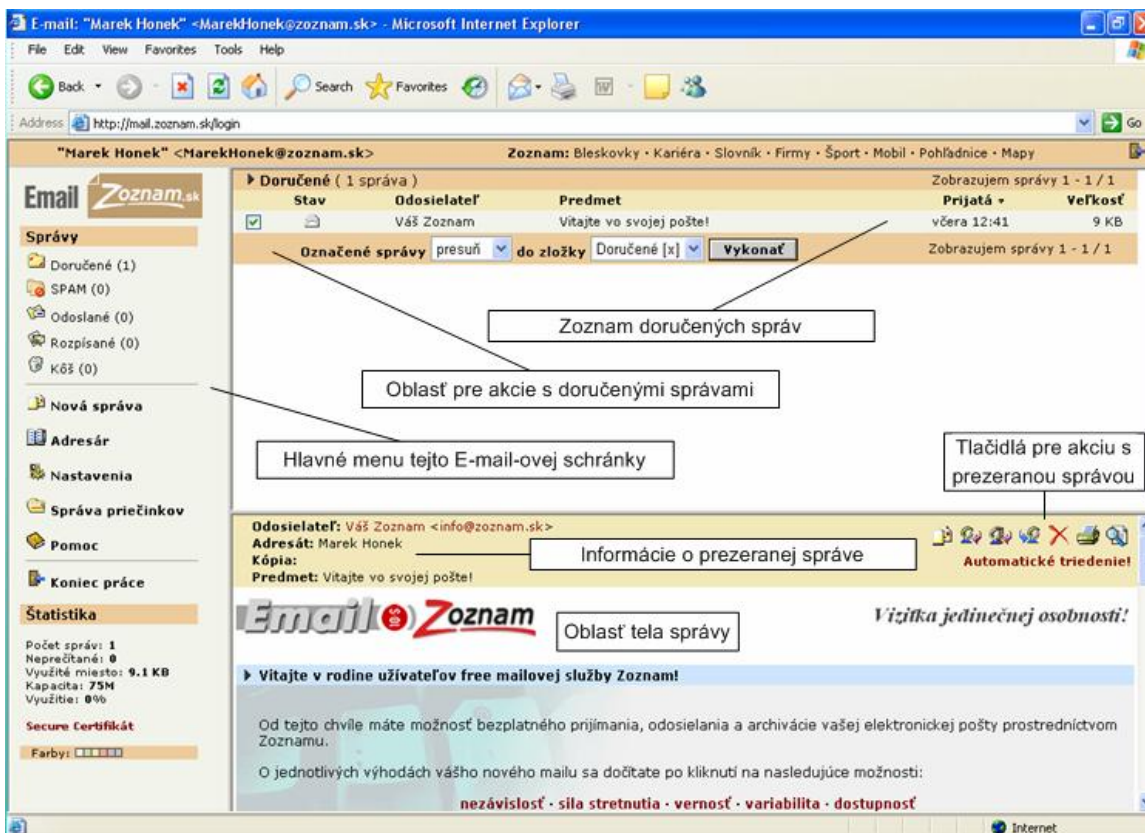 E-mail: "Marek Honek" <MarekHonek@zoznam.sk> - Microsoft Internet Explorer
File Edit View Favorites Tools Help
Back Search Favorites
Address http://mail.zoznam.sk/login Go
"Marek Honek" <MarekHonek@zoznam.sk> Zoznam: Bleskovky · Kariéra · Slovník · Firmy · Šport · Mobil · Pohľadnice · Mapy
Email Zoznam.sk
Správy
Doručené (1)
SPAM (0)
Odoslané (0)
Rozpísané (0)
Kôš (0)
Nová správa
Adresár
Nastavenia
Správa priečinkov
Pomoc
Koniec práce
Štatistika
Počet správ: 1
Neprečítané: 0
Využité miesto: 9.1 KB
Kapacita: 75M
Využitie: 0%
Secure Certifikát
Farby:
Doručené ( 1 správa ) Zobrazujem správy 1 - 1 / 1
Stav Odosielateľ Predmet Prijatá Veľkosť
Váš Zoznam Vitajte vo svojej pošte! včera 12:41 9 KB
Označené správy presuň do zložky Doručené [x] Vykonať Zobrazujem správy 1 - 1 / 1
Zoznam doručených správ
Oblasť pre akcie s doručenými správami
Hlavné menu tejto E-mail-ovej schránky
Tlačidlá pre akciu s
prezeranou správou
Odosielateľ: Váš Zoznam <info@zoznam.sk>
Adresát: Marek Honek
Kópia:
Predmet: Vitajte vo svojej pošte!
Informácie o prezeranej správe
Automatické triedenie!
Email Zoznam
Vizitka jedinečnej osobnosti!
Oblasť tela správy
Vitajte v rodine užívateľov free mailovej služby Zoznam!
Od tejto chvíle máte možnosť bezplatného prijímania, odosielania a archivácie vašej elektronickej pošty prostredníctvom
Zoznamu.
O jednotlivých výhodách vášho nového mailu sa dočítate po kliknutí na nasledujúce možnosti:
nezávislosť · sila stretnutia · vernosť · variabilita · dostupnosť
Internet